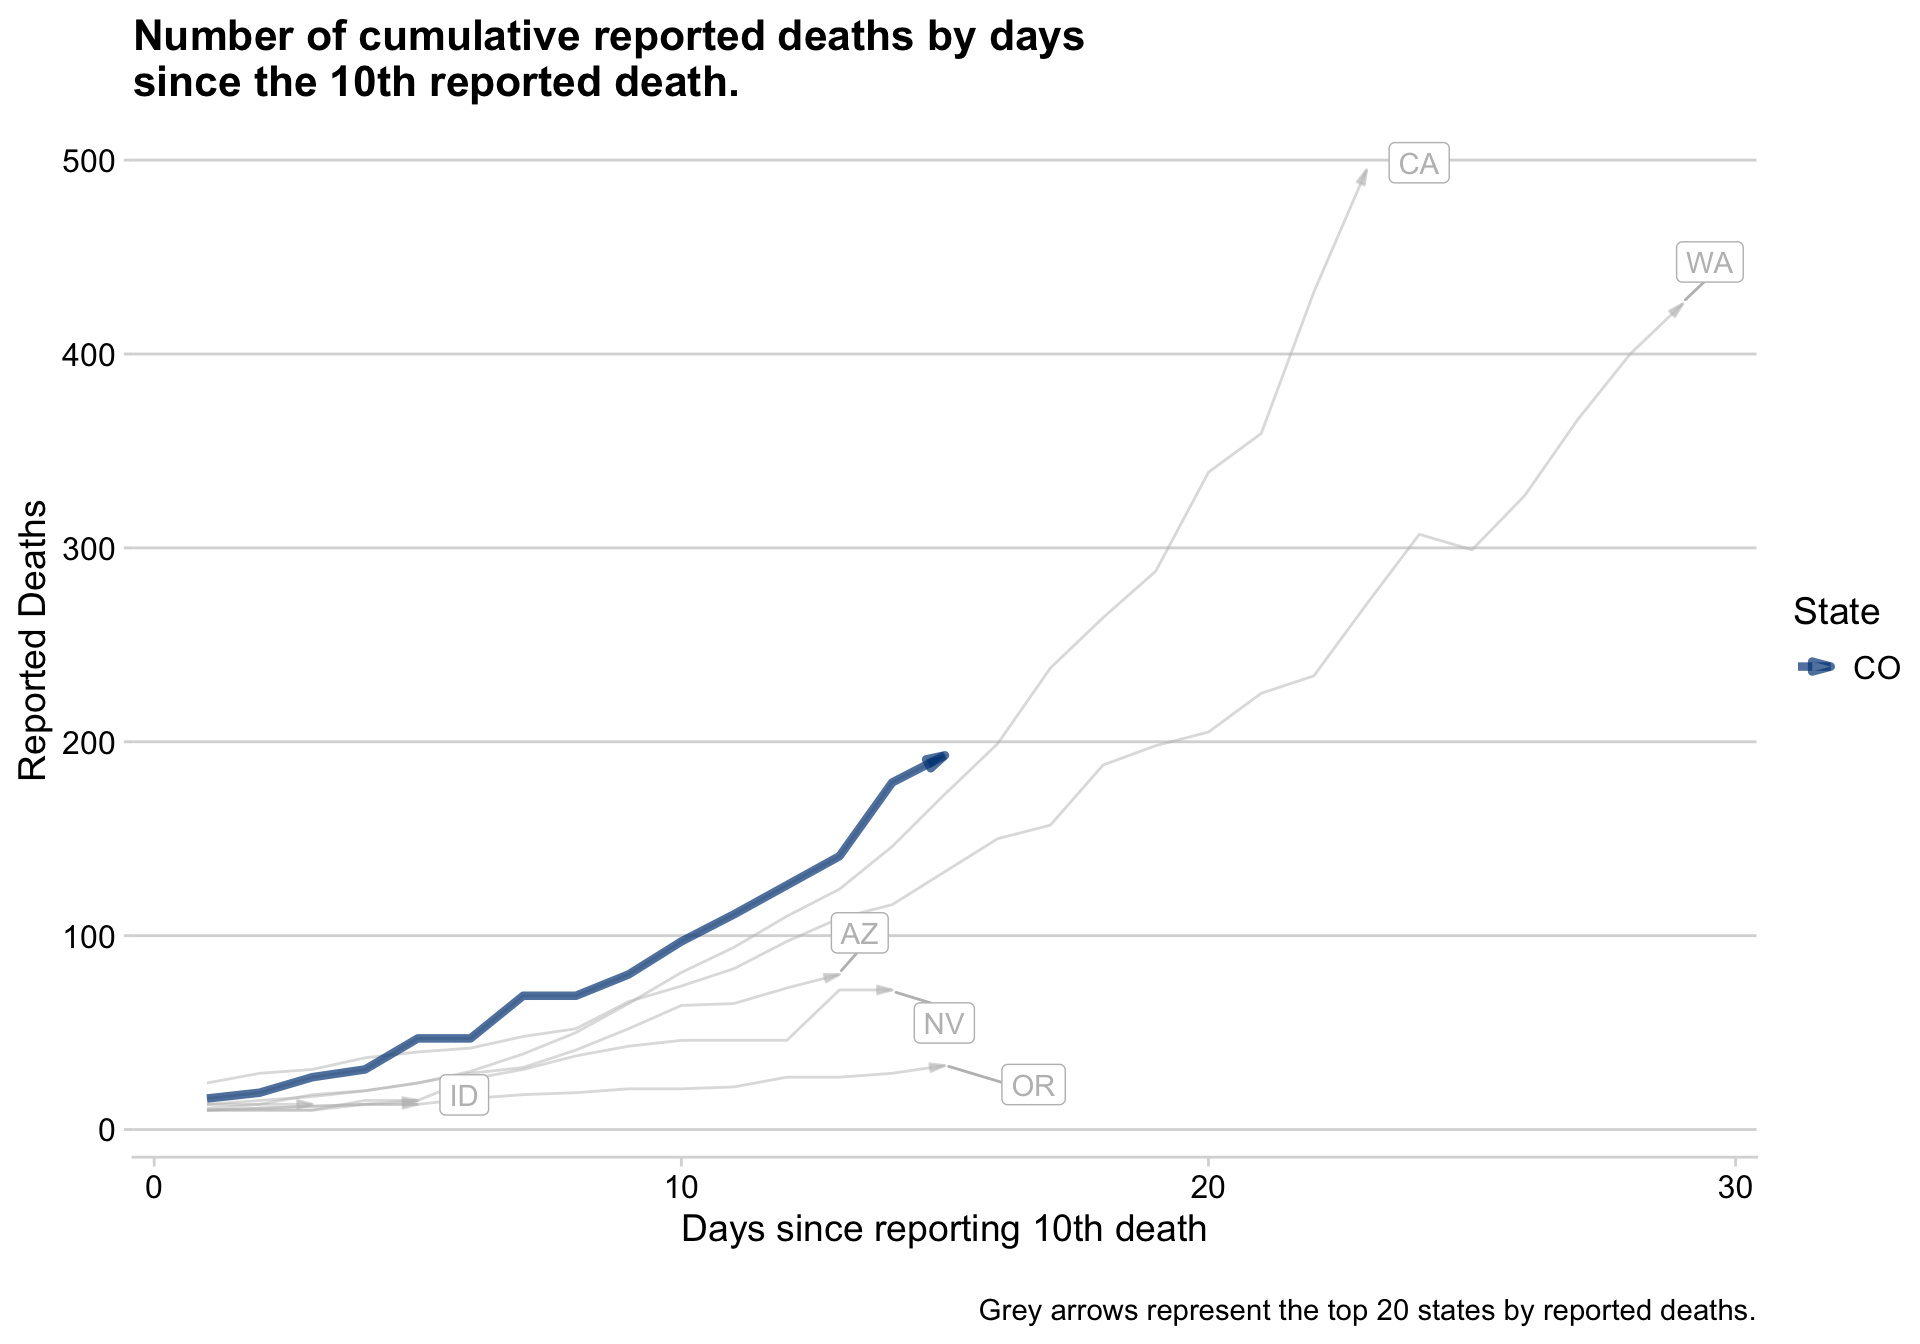 Number of cumulative reported deaths by days
since the 10th reported death.
500
400
300
200
100
0
Reported Deaths
CA
WA
AZ
NV
OR
ID
State
CO
0
10
20
30
Days since reporting 10th death
Grey arrows represent the top 20 states by reported deaths.